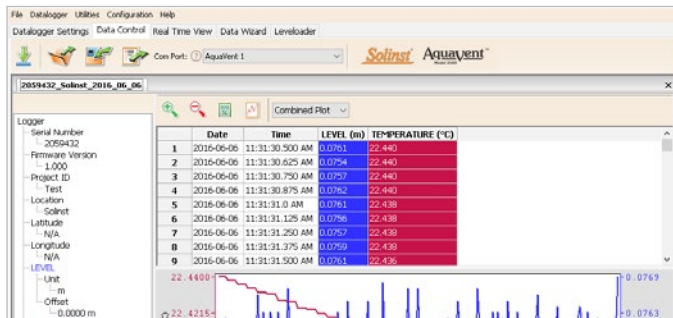 File Datalogger Utilities Configuration Help
Datalogger Settings Data Control Real Time View Data Wizard Leveloader
Com Port: ? AquaVent 1 Solinst Aquavent
2059432_Solinst_2016_06_06
Combined Plot
Logger
Serial Number
2059432
Firmware Version
1.000
Project ID
Test
Location
Solinst
Latitude
N/A
Longitude
N/A
LEVEL
Unit
m
Offset
0.0000 m
Date Time LEVEL (m) TEMPERATURE (°C)
1 2016-06-06 11:31:30.500 AM 0.0761 22.440
2 2016-06-06 11:31:30.625 AM 0.0754 22.440
3 2016-06-06 11:31:30.750 AM 0.0757 22.440
4 2016-06-06 11:31:30.875 AM 0.0762 22.440
5 2016-06-06 11:31:31.0 AM 0.0761 22.438
6 2016-06-06 11:31:31.125 AM 0.0756 22.438
7 2016-06-06 11:31:31.250 AM 0.0757 22.438
8 2016-06-06 11:31:31.375 AM 0.0759 22.438
9 2016-06-06 11:31:31.500 AM 0.0761 22.436
22.4400 0.0769
22.4215 0.0763